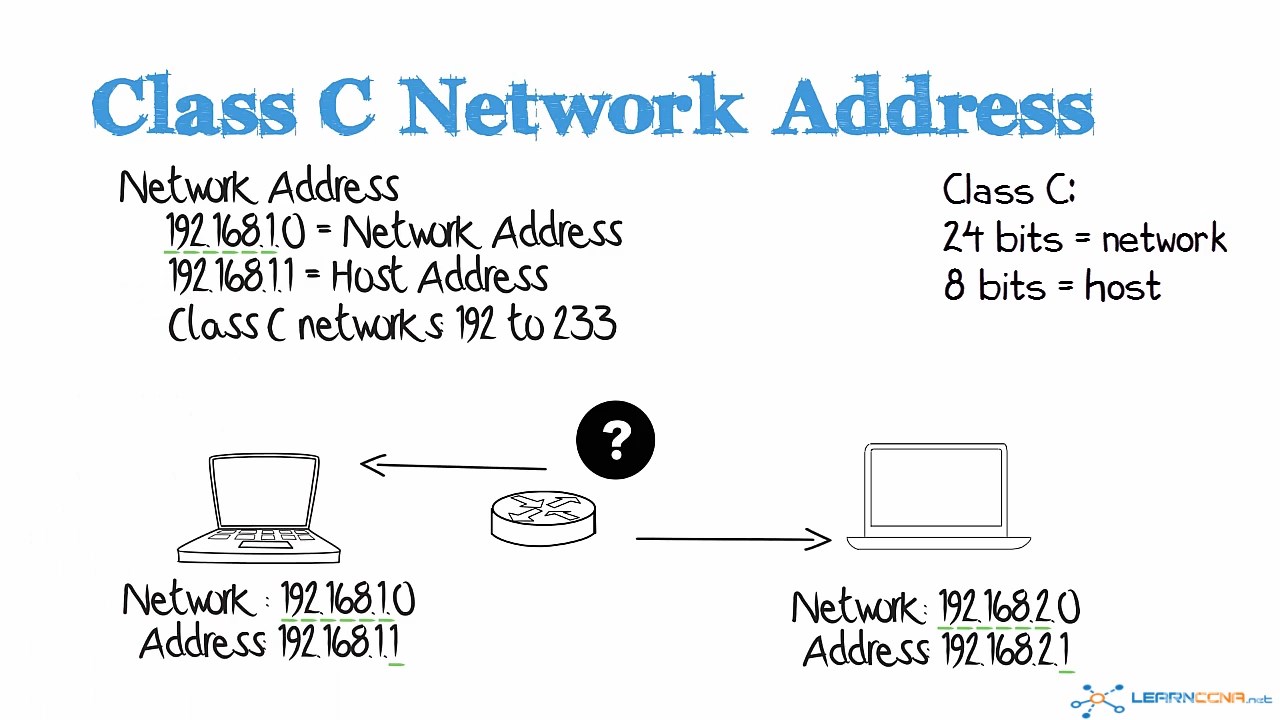 Class C Network Address
Network Address
192.168.1.0 = Network Address
192.168.1.1 = Host Address
Class C networks: 192 to 233
Class C:
24 bits = network
8 bits = host
?
Network : 192.168.1.0
Address: 192.168.1.1
Network: 192.168.2.0
Address: 192.168.2.1
LEARNCCNA.net